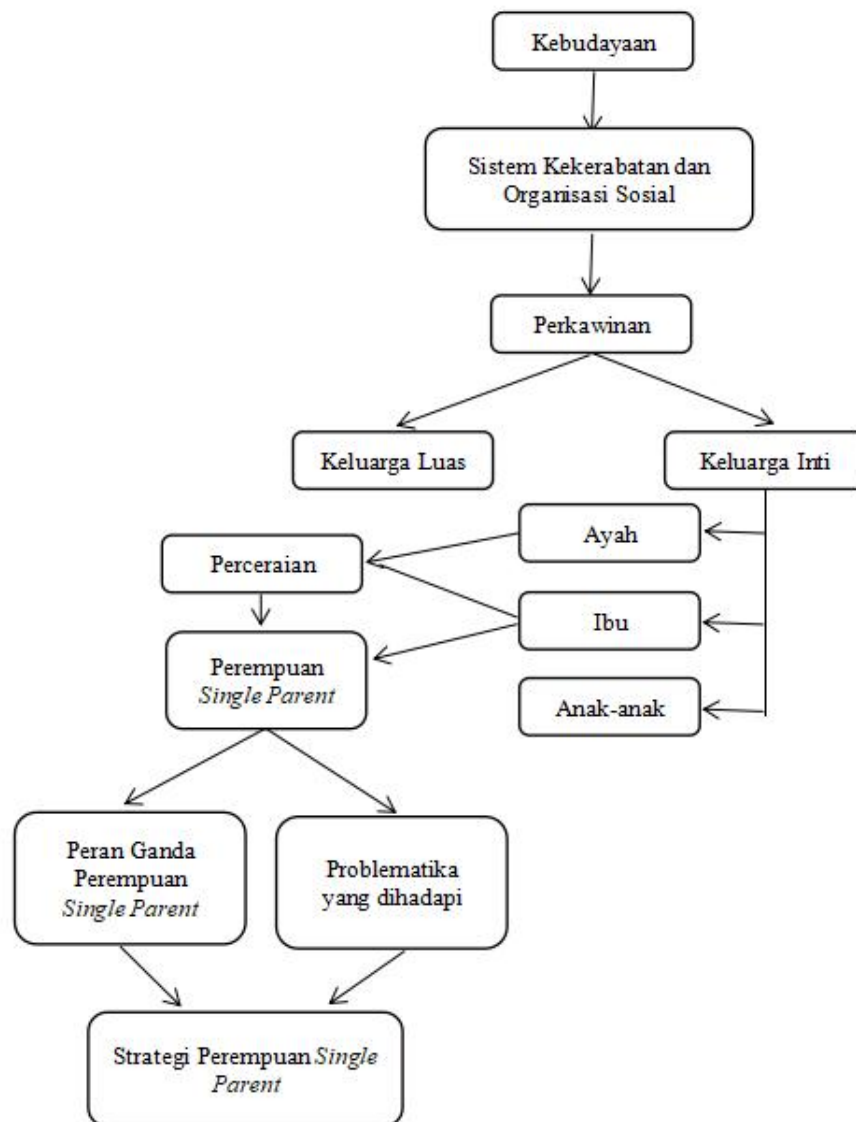 Kebudayaan
Sistem Kekerabatan dan
Organisasi Sosial
Perkawinan
Keluarga Luas
Keluarga Inti
Ayah
Perceraian
Ibu
Perempuan
Single Parent
Anak-anak
Peran Ganda
Perempuan
Single Parent
Problematika
yang dihadapi
Strategi Perempuan Single
Parent